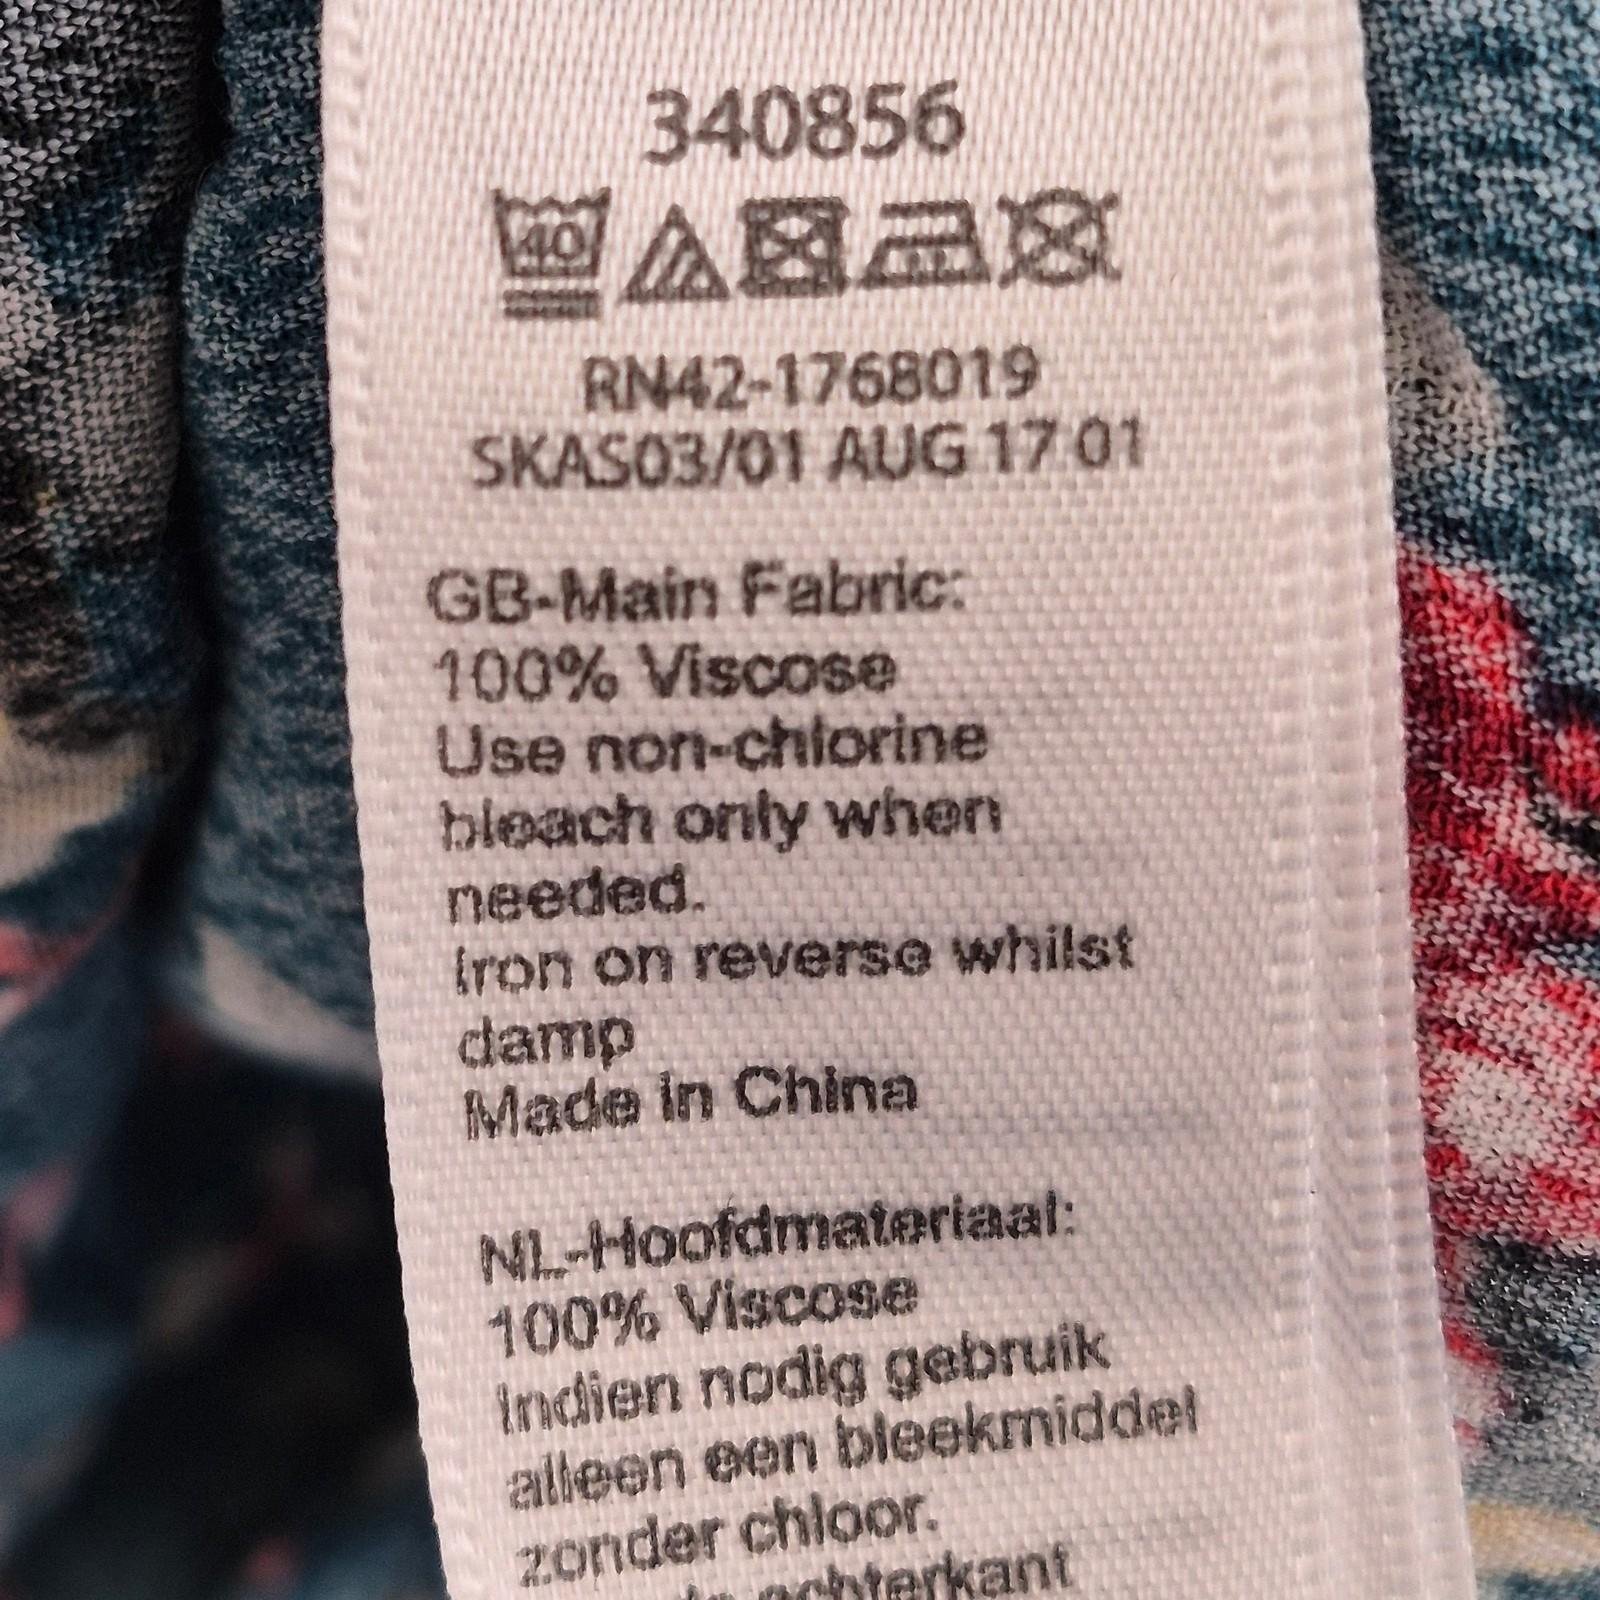 340856
40
RN42-1768019
SKAS03/01 AUG 17 01
GB-Main Fabric:
100% Viscose
Use non-chlorine
bleach only when
needed.
Iron on reverse whilst
damp
Made in China
NL-Hoofdmateriaal:
100% Viscose
Indien nodig gebruik
alleen een bleekmiddel
zonder chloor.
achterkant